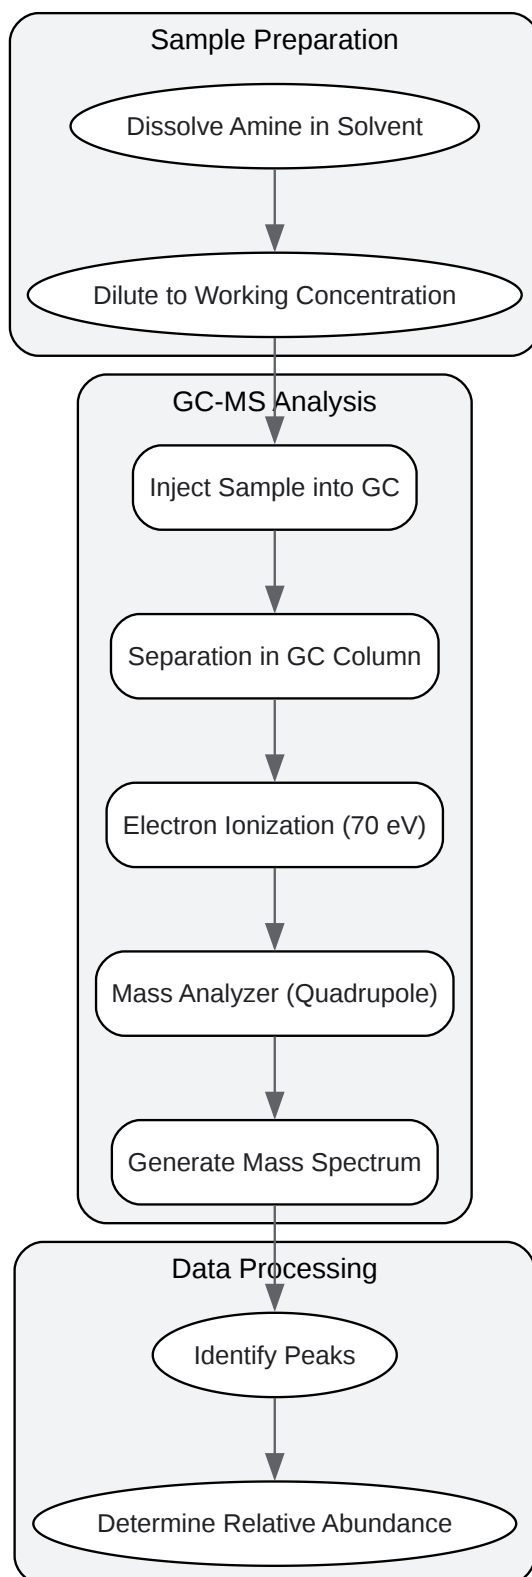 Sample Preparation
Dissolve Amine in Solvent
Dilute to Working Concentration
GC-MS Analysis
Inject Sample into GC
Separation in GC Column
Electron Ionization (70 eV)
Mass Analyzer (Quadrupole)
Generate Mass Spectrum
Data Processing
Identify Peaks
Determine Relative Abundance